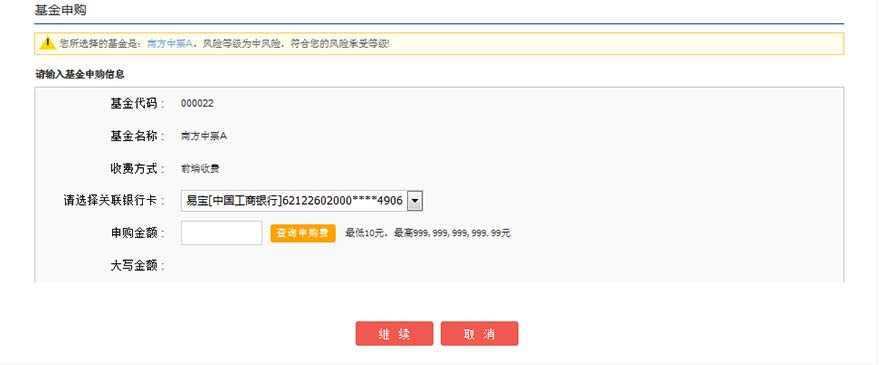 基金申购
您所选择的基金是：南方中票A，风险等级为中风险，符合您的风险承受等级!
请输入基金申购信息
基金代码： 000022
基金名称： 南方中票A
收费方式： 前端收费
请选择关联银行卡： 易宝[中国工商银行]62122602000****4906
申购金额： 查询申购费 最低10元，最高999,999,999,999.99元
大写金额：
继 续 取 消